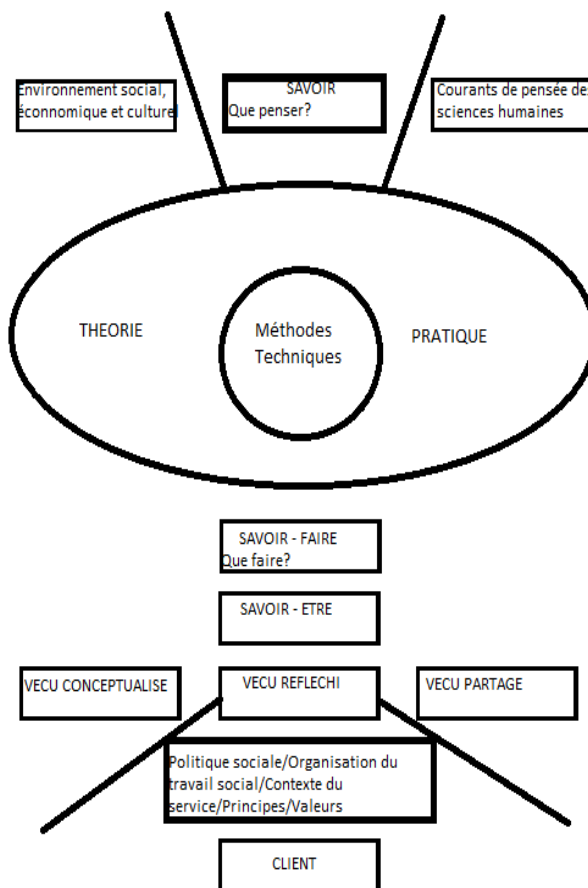 Environnement social,
éconnomique et culturel
SAVOIR
Que penser?
Courants de pensée des
sciences humaines
THEORIE
Méthodes
Techniques
PRATIQUE
SAVOIR - FAIRE
Que faire?
SAVOIR - ETRE
VECU CONCEPTUALISE
VECU REFLECHI
VECU PARTAGE
Politique sociale/Organisation du
travail social/Contexte du
service/Principes/Valeurs
CLIENT